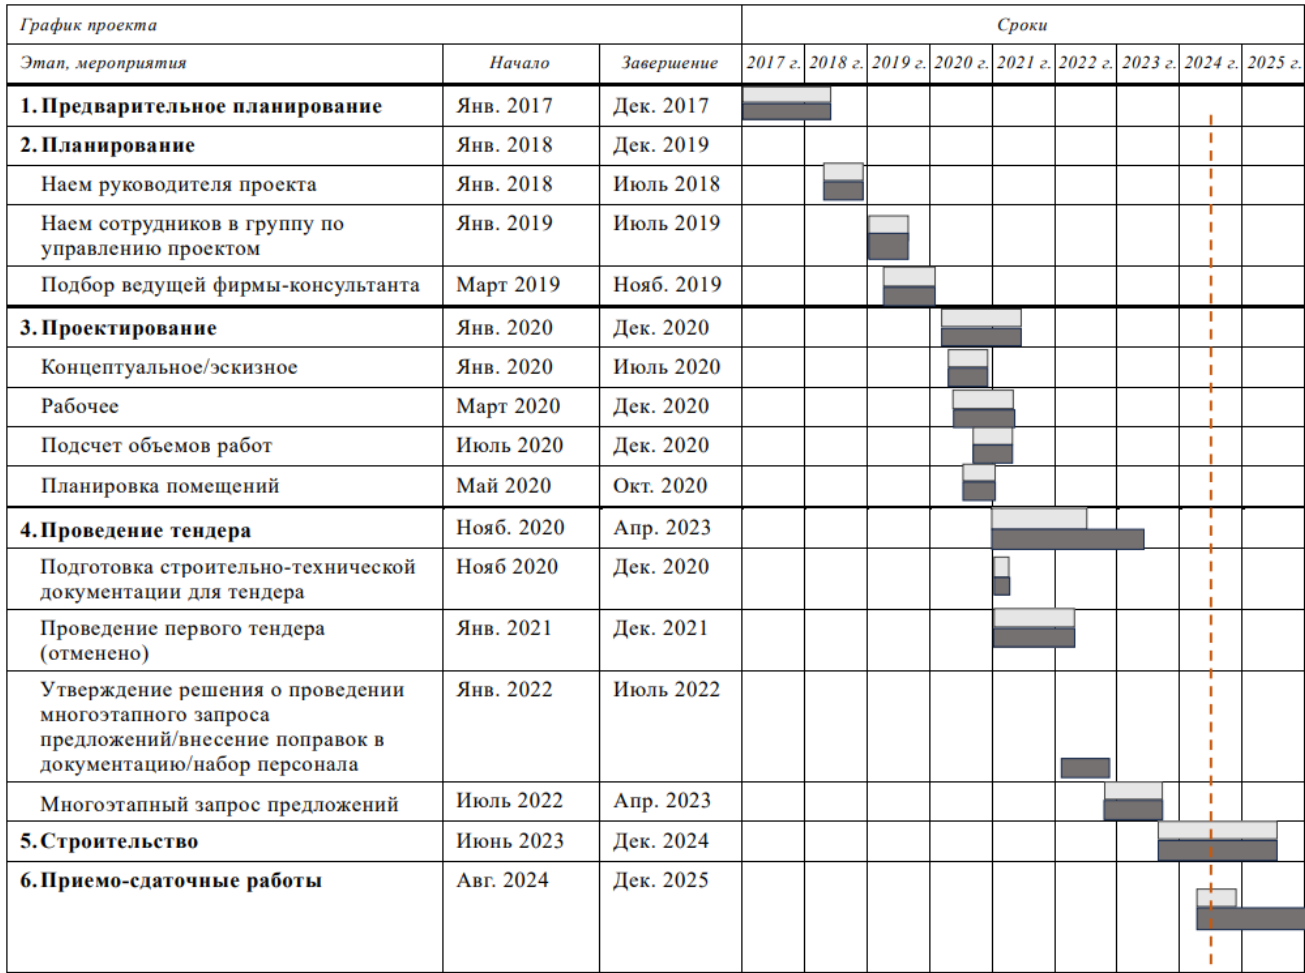 График проекта Сроки
Этап, мероприятия Начало Завершение 2017 г. 2018 г. 2019 г. 2020 г. 2021 г. 2022 г. 2023 г. 2024 г. 2025 г.
1. Предварительное планирование Янв. 2017 Дек. 2017
2. Планирование Янв. 2018 Дек. 2019
Наем руководителя проекта Янв. 2018 Июль 2018
Наем сотрудников в группу по Янв. 2019 Июль 2019
управлению проектом
Подбор ведущей фирмы-консультанта Март 2019 Нояб. 2019
3. Проектирование Янв. 2020 Дек. 2020
Концептуальное/эскизное Янв. 2020 Июль 2020
Рабочее Март 2020 Дек. 2020
Подсчет объемов работ Июль 2020 Дек. 2020
Планировка помещений Май 2020 Окт. 2020
4. Проведение тендера Нояб. 2020 Апр. 2023
Подготовка строительно-технической Нояб 2020 Дек. 2020
документации для тендера
Проведение первого тендера Янв. 2021 Дек. 2021
(отменено)
Утверждение решения о проведении Янв. 2022 Июль 2022
многоэтапного запроса
предложений/внесение поправок в
документацию/набор персонала
Многоэтапный запрос предложений Июль 2022 Апр. 2023
5. Строительство Июнь 2023 Дек. 2024
6. Приемо-сдаточные работы Авг. 2024 Дек. 2025